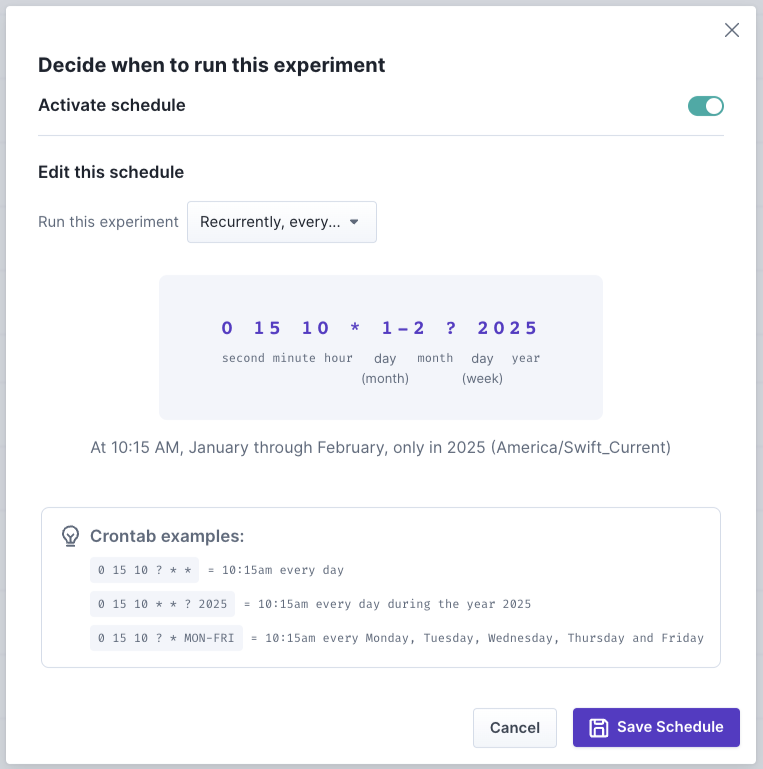 Decide when to run this experiment
Activate schedule
Edit this schedule
Run this experiment Recurrently, every...
0 15 10 * 1-2 ? 2025
second minute hour day (month) month day (week) year
At 10:15 AM, January through February, only in 2025 (America/Swift_Current)
Crontab examples:
0 15 10 ? * * = 10:15am every day
0 15 10 * * ? 2025 = 10:15am every day during the year 2025
0 15 10 ? * MON-FRI = 10:15am every Monday, Tuesday, Wednesday, Thursday and Friday
Cancel Save Schedule